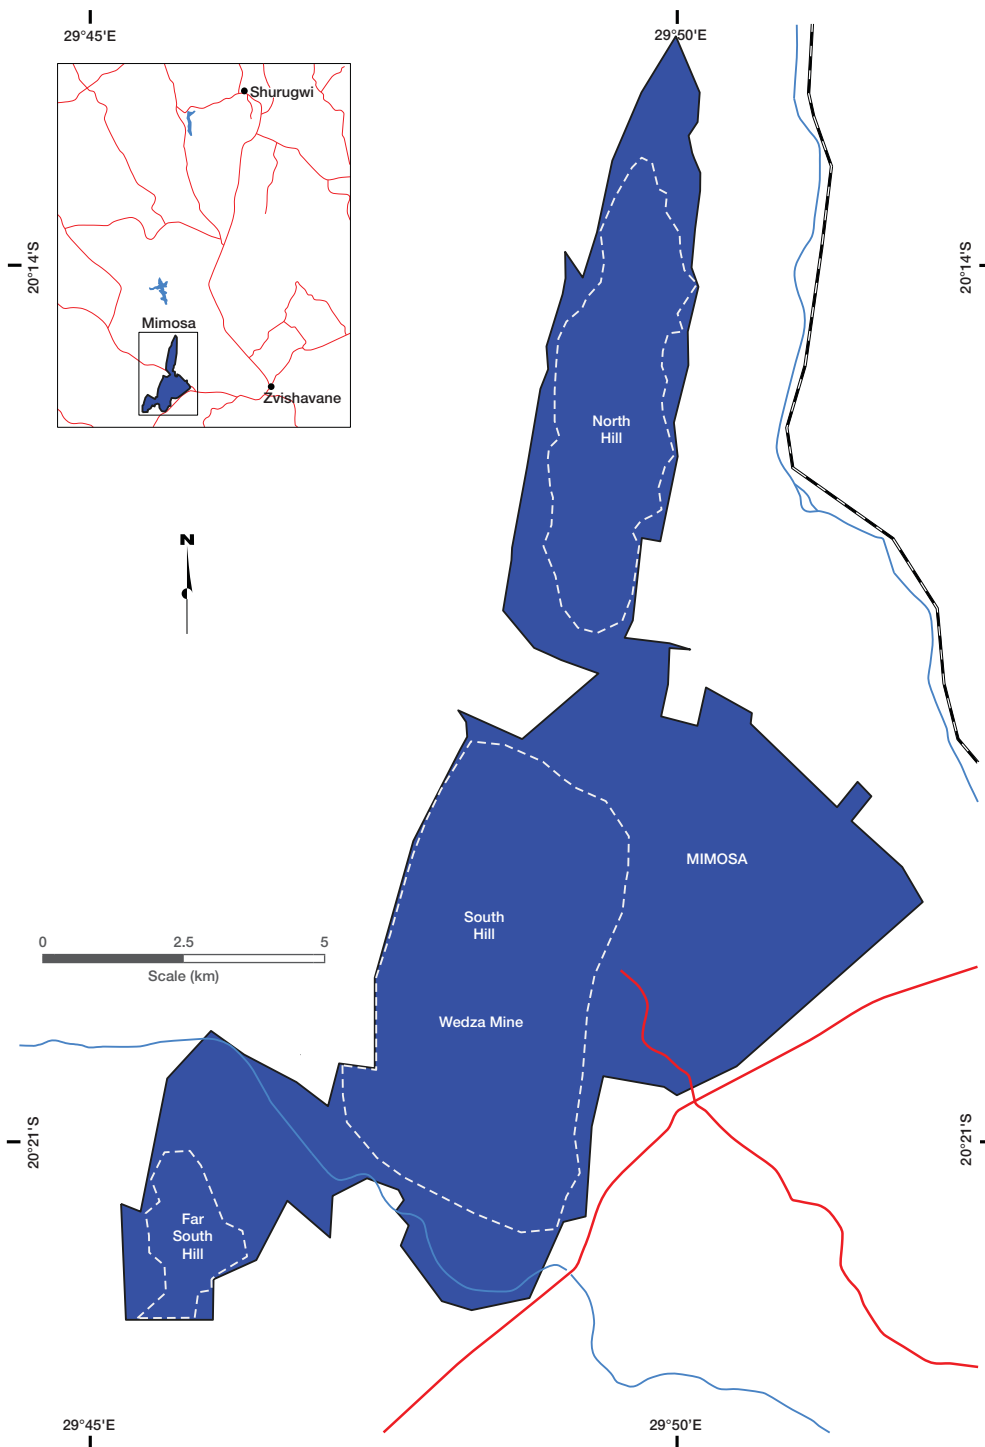 29°45'E
29°50'E
Shurugwi
20°14'S
20°14'S
Mimosa
Zvishavane
North
Hill
N
MIMOSA
South
Hill
0 2.5 5
Scale (km)
Wedza Mine
20°21'S
20°21'S
Far
South
Hill
29°45'E
29°50'E